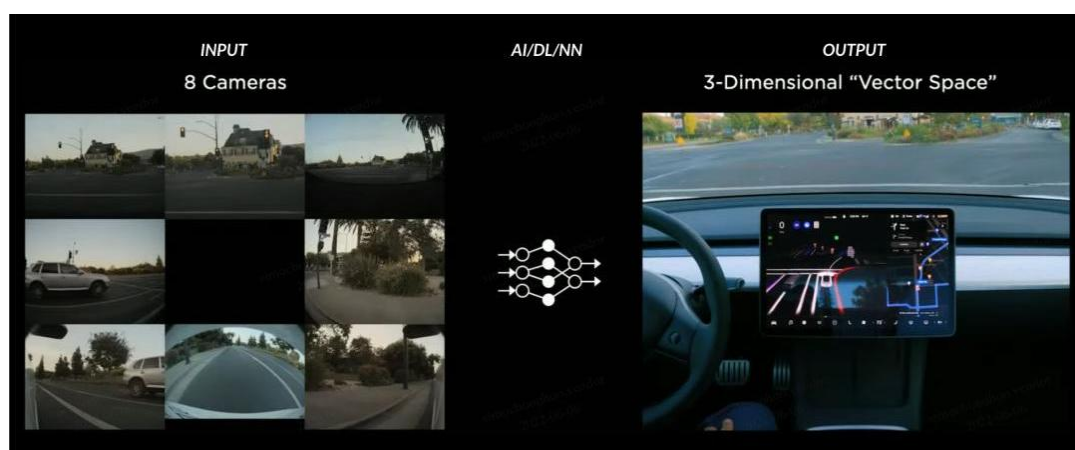 INPUT
AI/DL/NN
OUTPUT
8 Cameras
3-Dimensional “Vector Space”